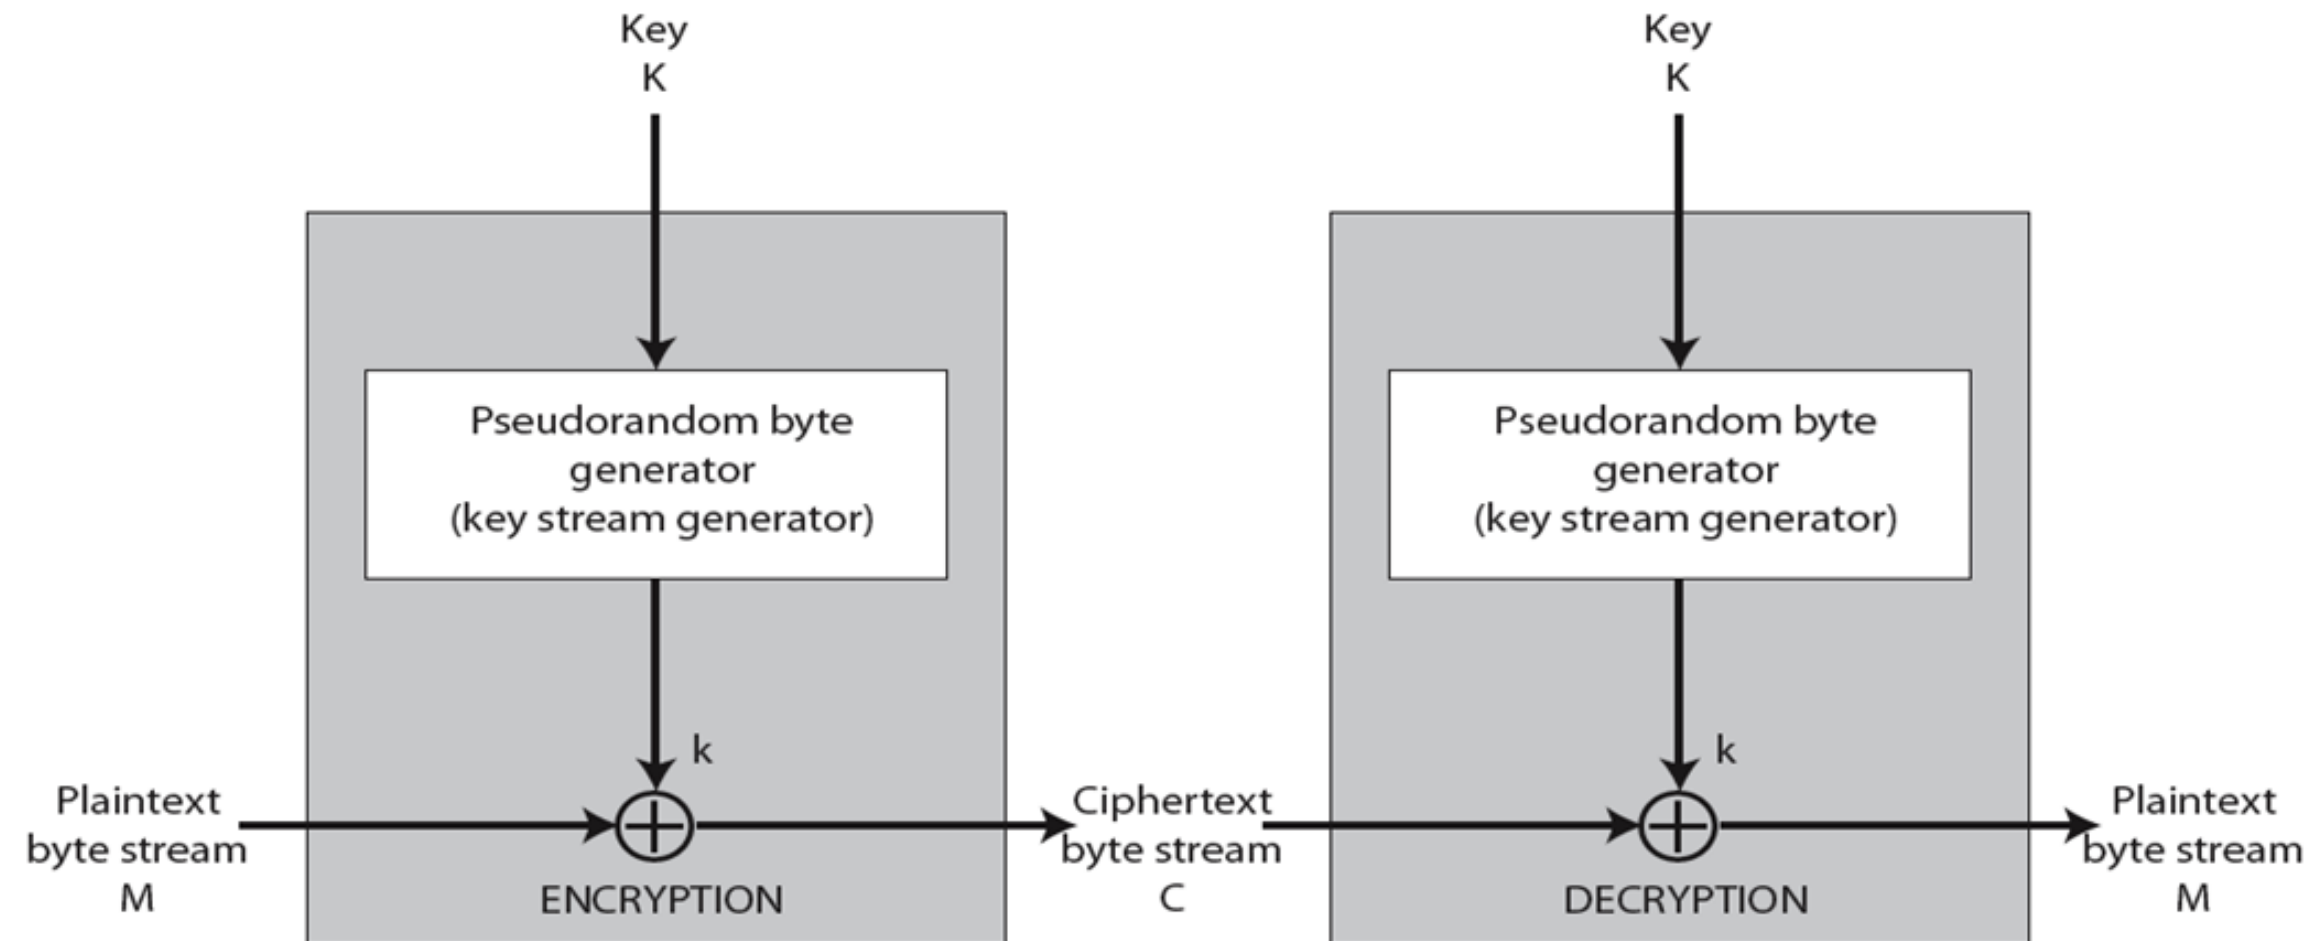 Key
K
Key
K
Pseudorandom byte
generator
(key stream generator)
Pseudorandom byte
generator
(key stream generator)
k
k
Plaintext
byte stream
M
Ciphertext
byte stream
C
Plaintext
byte stream
M
ENCRYPTION
DECRYPTION